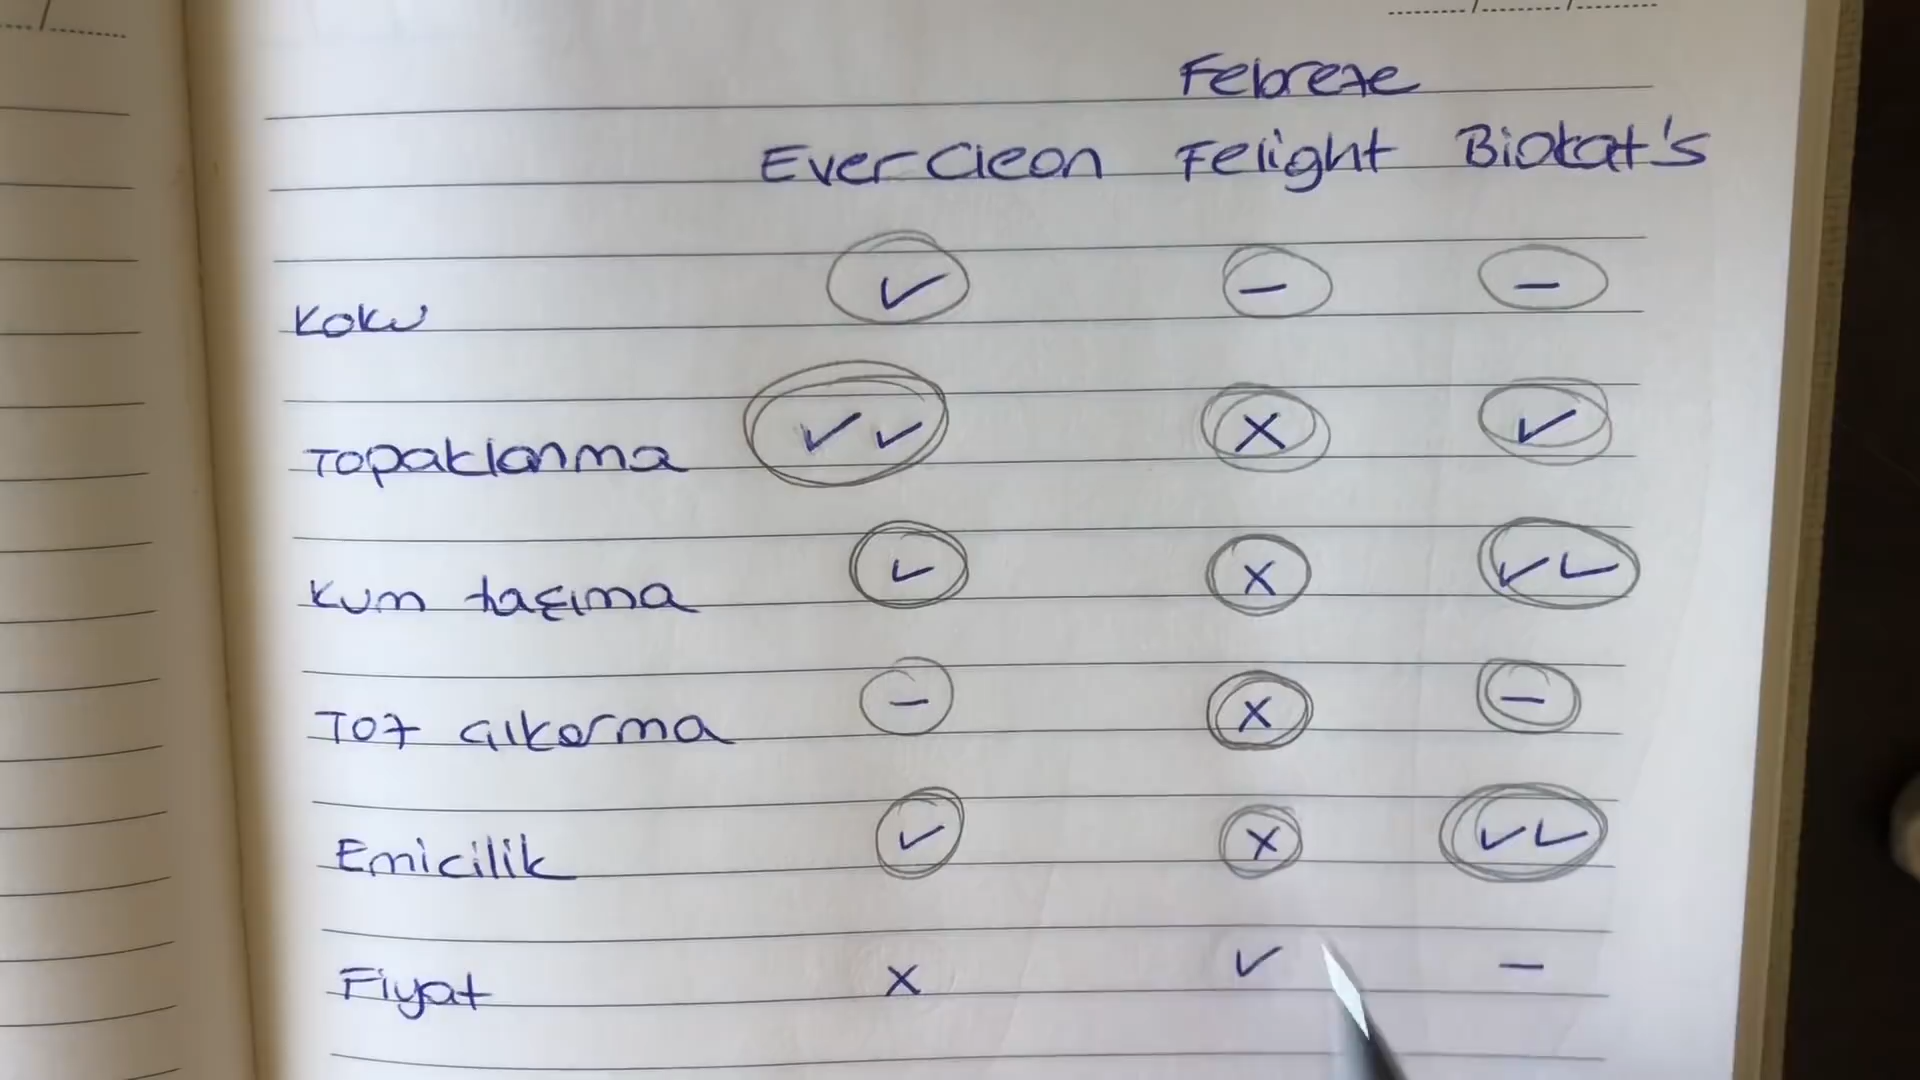 Febreze
Ever Clean Felight Biokat's
Koku ✓ - -
Topaklanma ✓✓ X ✓
Kum taşıma ✓ X ✓✓
Toz çıkarma - X -
Emicilik ✓ X ✓✓
Fiyat X ✓ -